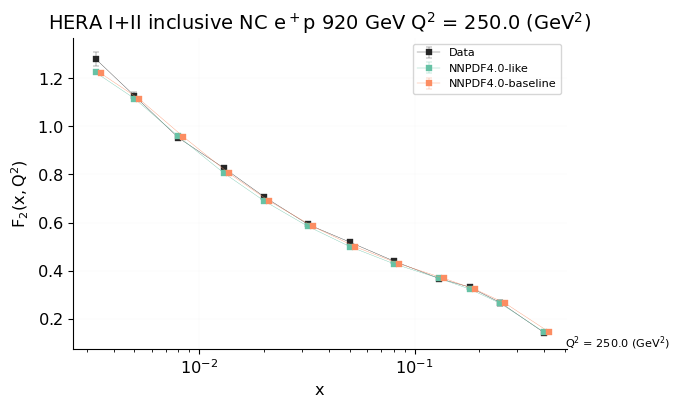 HERA I+II inclusive NC e⁺p 920 GeV Q² = 250.0 (GeV²)
Data
NNPDF4.0-like
NNPDF4.0-baseline
F₂(x, Q²)
1.2
1.0
0.8
0.6
0.4
0.2
Q² = 250.0 (GeV²)
10⁻²
10⁻¹
x